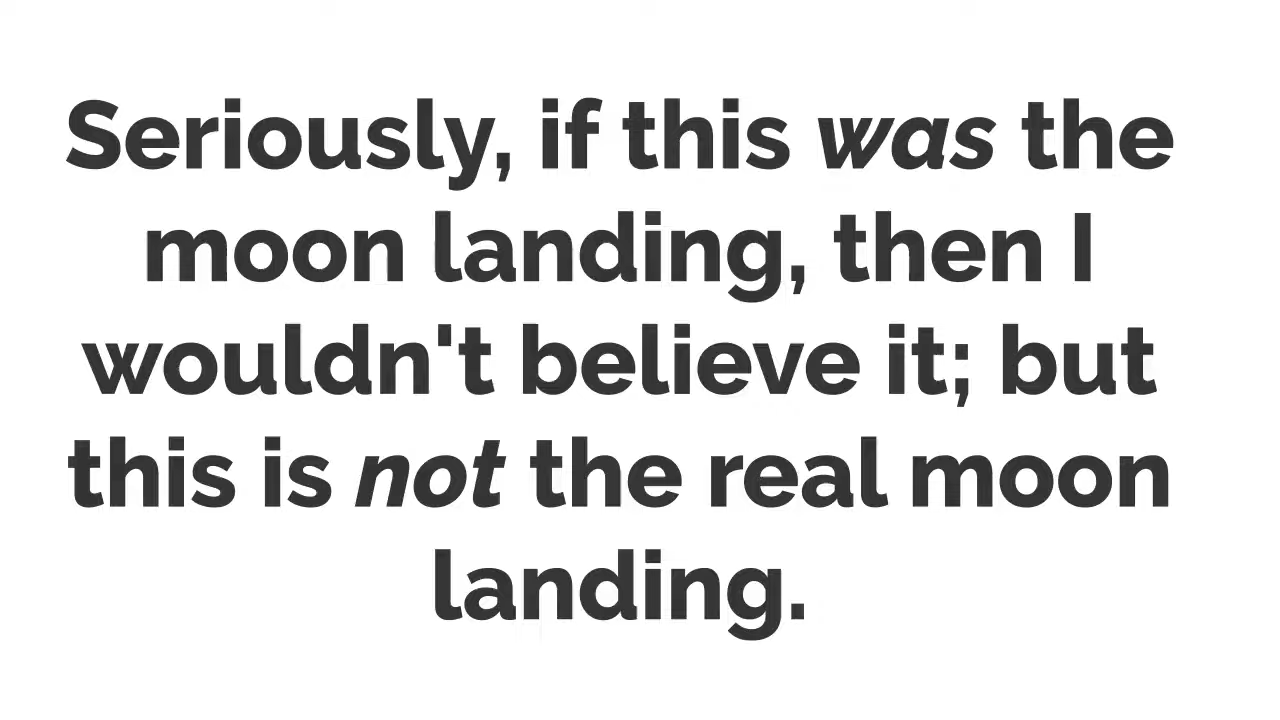 Seriously, if this was the
moon landing, then I
wouldn't believe it; but
this is not the real moon
landing.